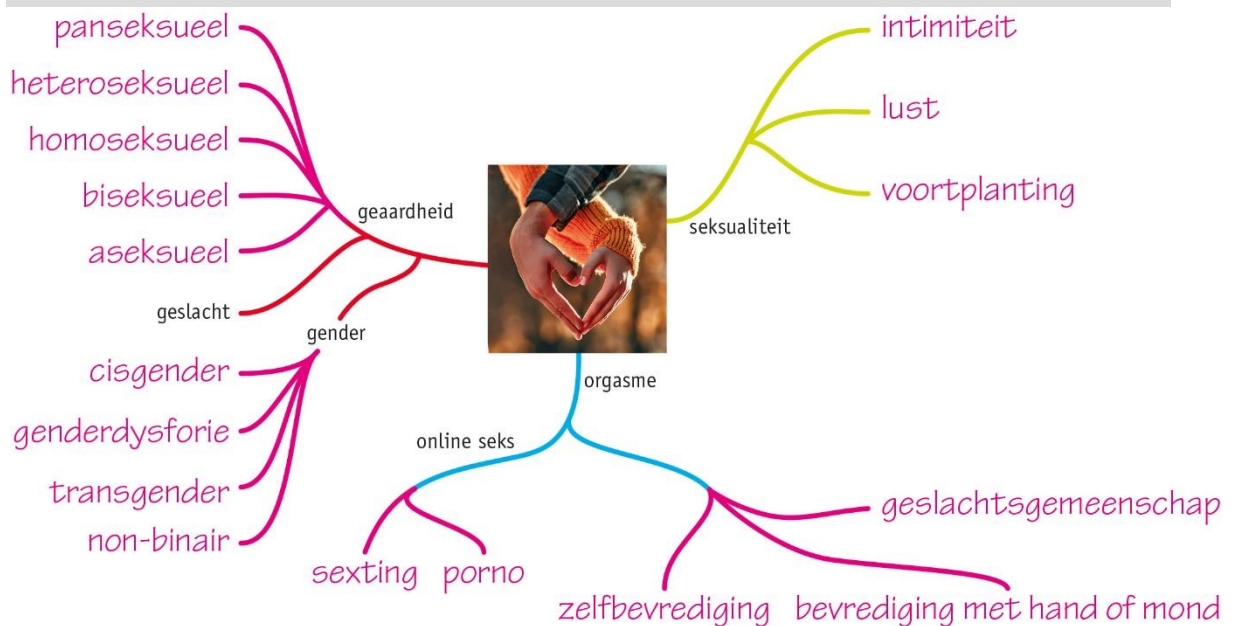 panseksueel
heteroseksueel
homoseksueel
biseksueel
aseksueel
geaardheid
geslacht
gender
cisgender
genderdysforie
transgender
non-binair
intimiteit
lust
voortplanting
seksualiteit
orgasme
online seks
sexting
porno
geslachtsgemeenschap
zelfbevrediging
bevrediging met hand of mond